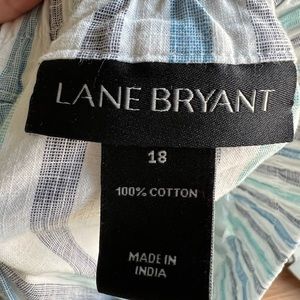 LANE BRYANT
18
100% COTTON
MADE IN
INDIA